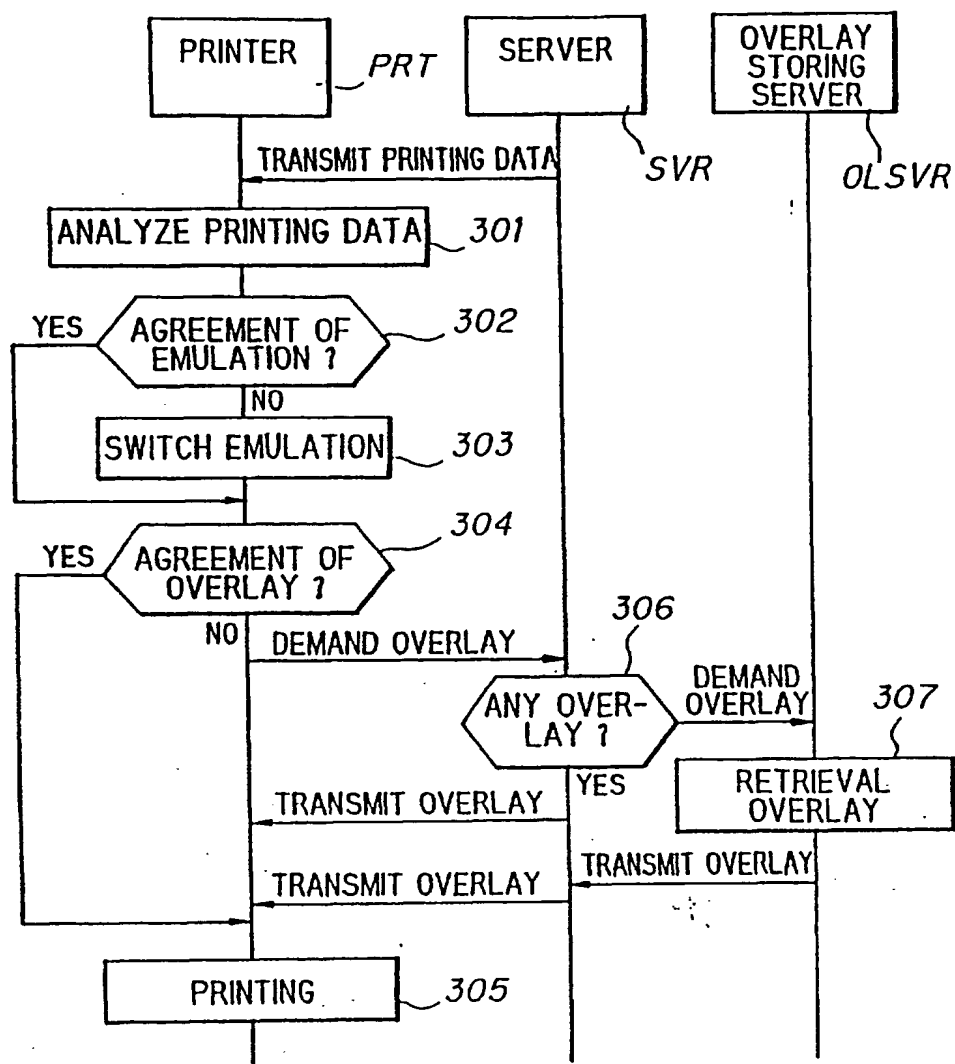 PRINTER
PRT
SERVER
SVR
OVERLAY
STORING
SERVER
OLSVR
TRANSMIT PRINTING DATA
ANALYZE PRINTING DATA
301
YES
AGREEMENT OF
EMULATION ?
302
NO
SWITCH EMULATION
303
YES
AGREEMENT OF
OVERLAY ?
304
NO
DEMAND OVERLAY
306
ANY OVER-
LAY ?
DEMAND
OVERLAY
307
YES
RETRIEVAL
OVERLAY
TRANSMIT OVERLAY
TRANSMIT OVERLAY
TRANSMIT OVERLAY
PRINTING
305